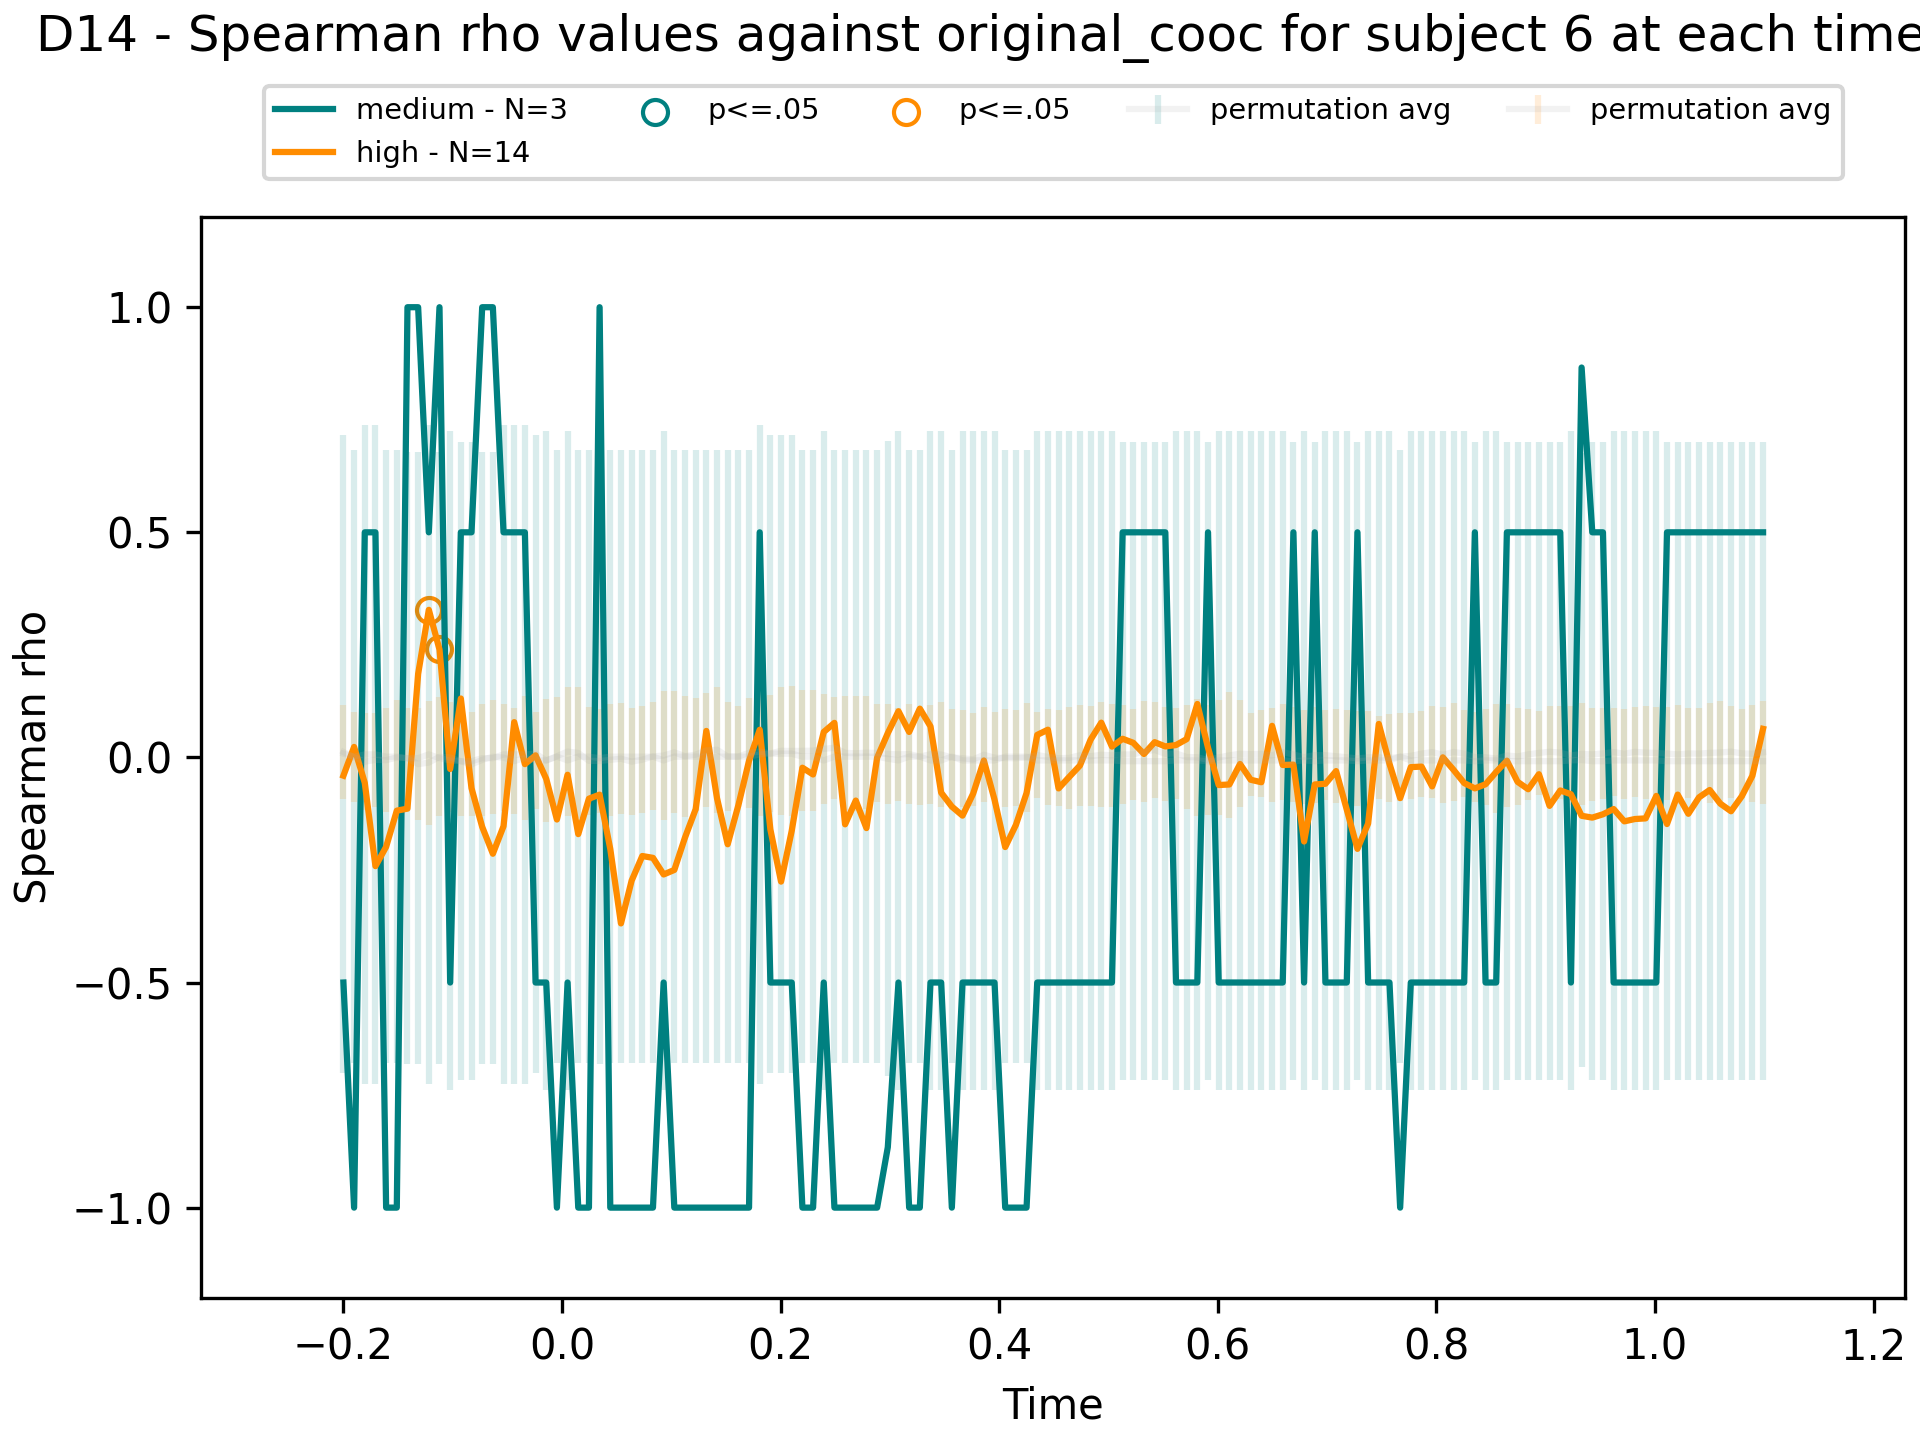 D14 - Spearman rho values against original_cooc for subject 6 at each time
medium - N=3
high - N=14
p<=.05
p<=.05
permutation avg
permutation avg
Spearman rho
1.0
0.5
0.0
−0.5
−1.0
−0.2
0.0
0.2
0.4
0.6
0.8
1.0
1.2
Time